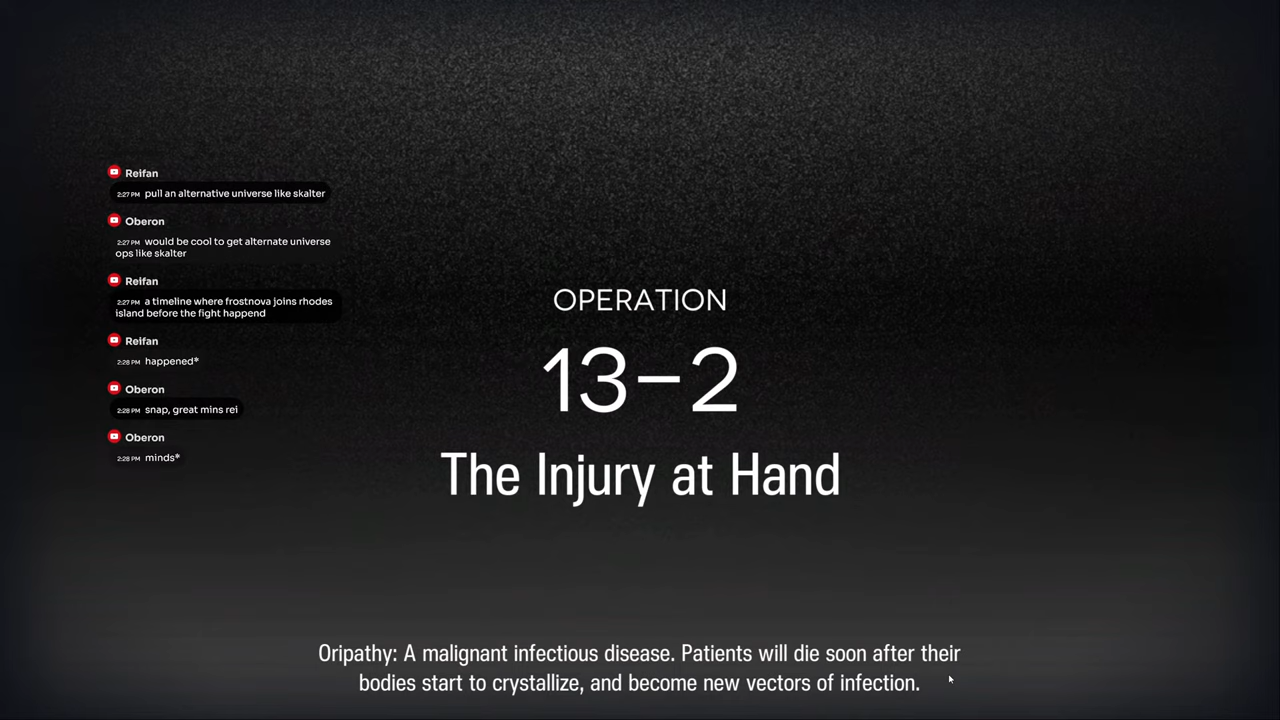 Reifan
2:27 PM pull an alternative universe like skalter
Oberon
2:27 PM would be cool to get alternate universe
ops like skalter
Reifan
2:27 PM a timeline where frostnova joins rhodes
island before the fight happend
Reifan
2:28 PM happened*
Oberon
2:28 PM snap, great mins rei
Oberon
2:28 PM minds*
OPERATION
13-2
The Injury at Hand
Oripathy: A malignant infectious disease. Patients will die soon after their
bodies start to crystallize, and become new vectors of infection.